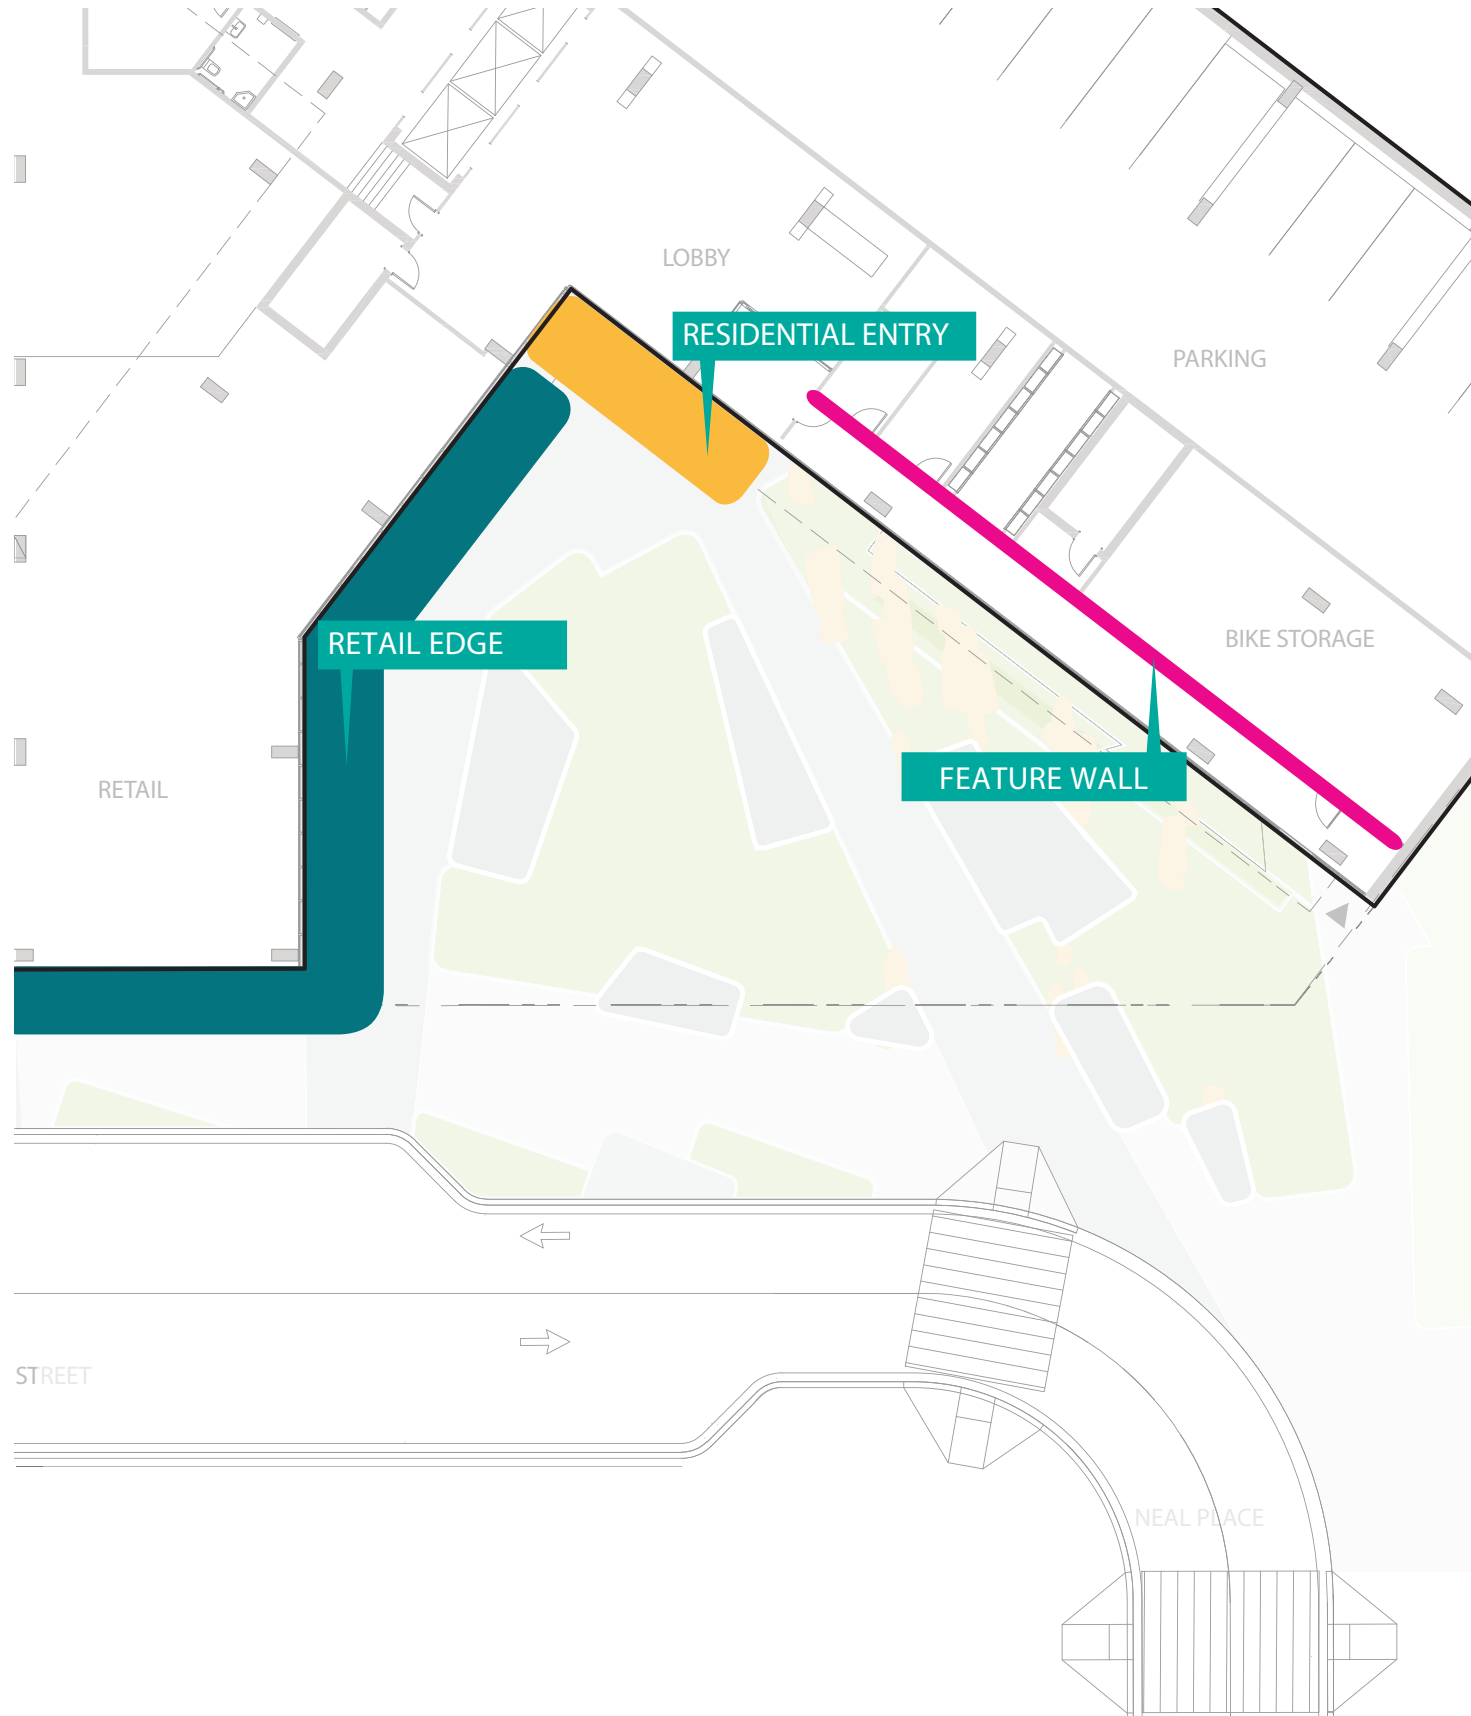 LOBBY
RESIDENTIAL ENTRY
PARKING
RETAIL EDGE
BIKE STORAGE
FEATURE WALL
RETAIL
STREET
NEAL PLACE